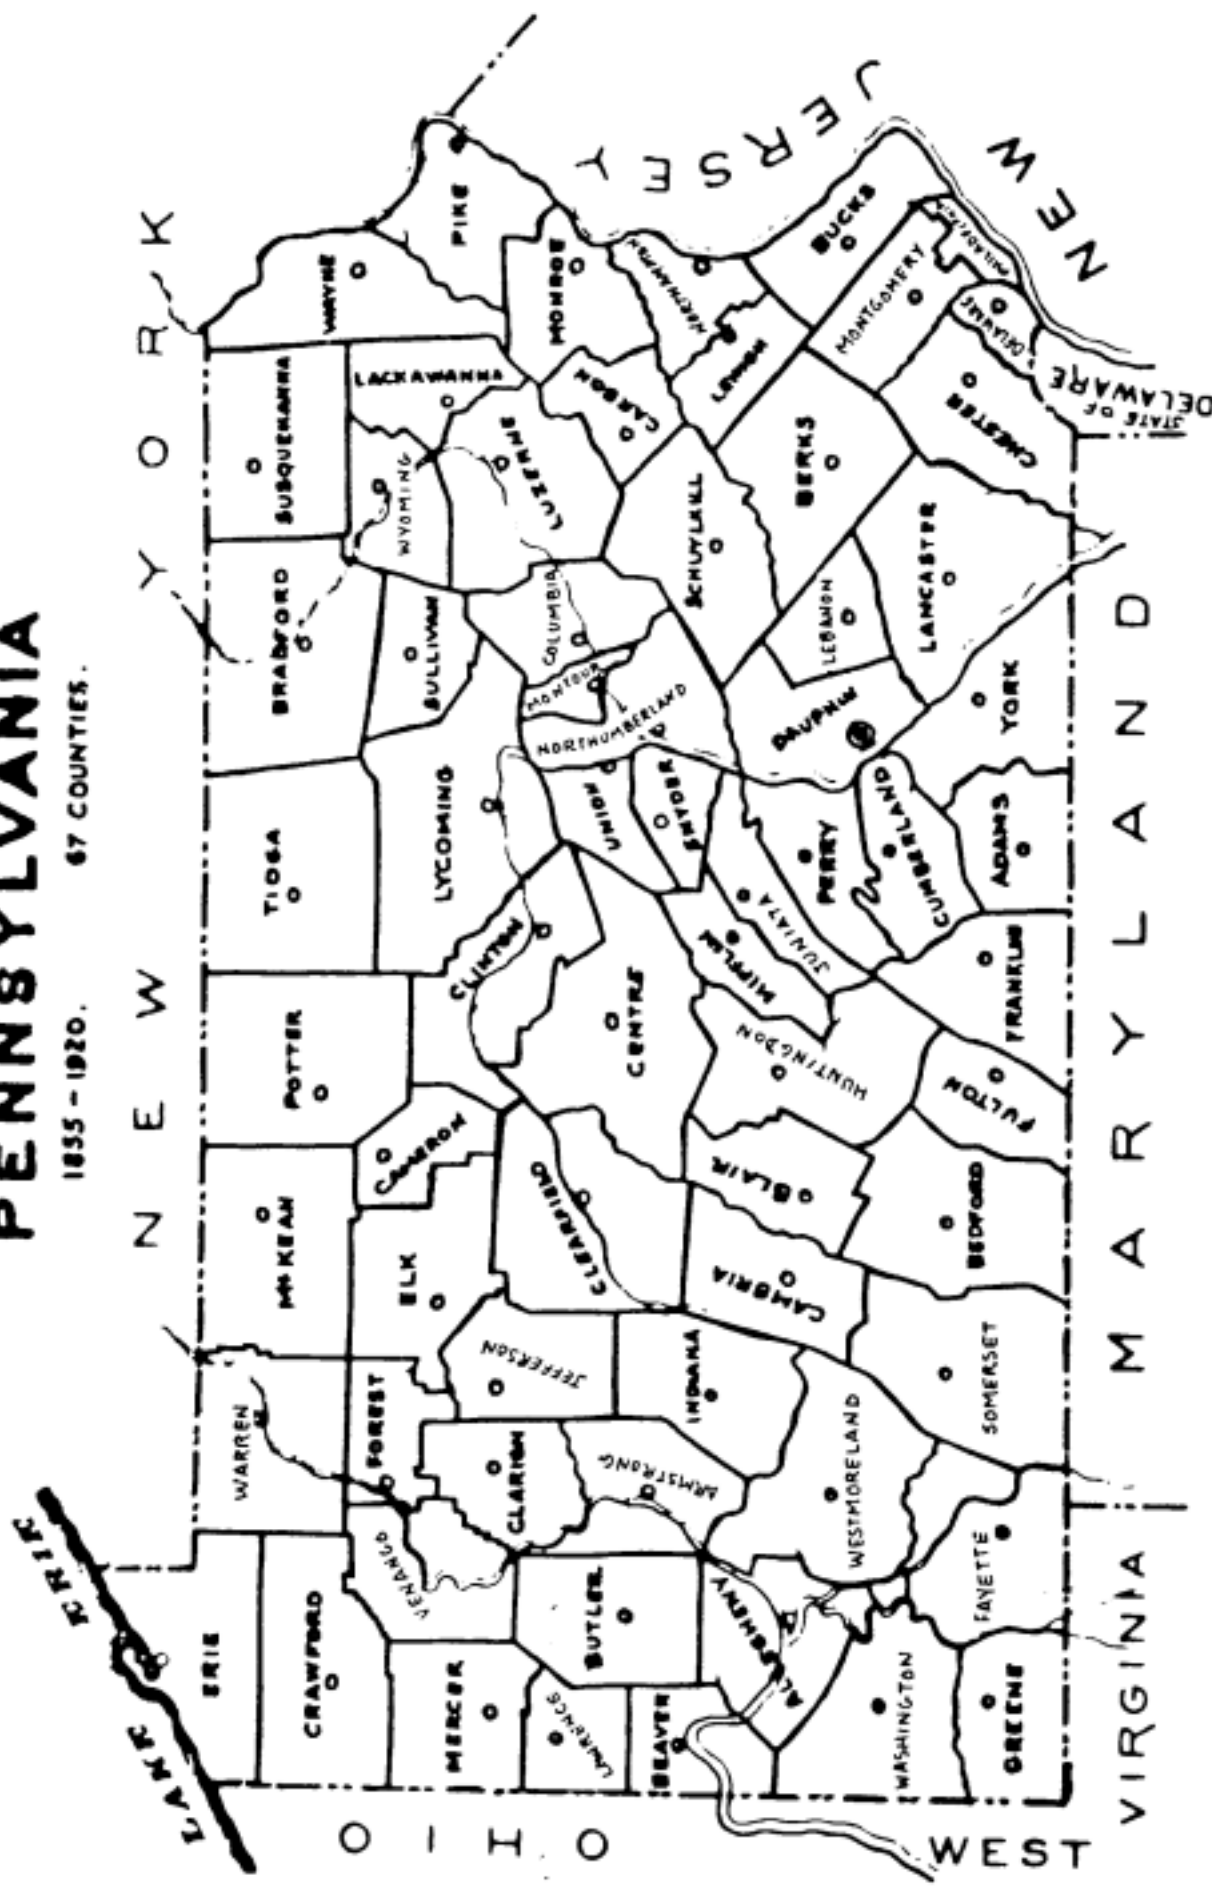 PENNSYLVANIA
1855 - 1920. 67 COUNTIES.
NEW YORK
LAKE ERIE
ERIE
CRAWFORD
WARREN
McKEAN
POTTER
TIOGA
BRADFORD
SUSQUEHANNA
WAYNE
PIKE
LACKAWANNA
WYOMING
SULLIVAN
LYCOMING
CLINTON
CAMERON
ELK
FOREST
VENANGO
MERCER
LAWRENCE
BUTLER
CLARION
JEFFERSON
CLEARFIELD
CENTRE
UNION
SNYDER
NORTHUMBERLAND
MONTOUR
COLUMBIA
LUZERNE
MONROE
CARBON
NORTHAMPTON
LEHIGH
SCHUYLKILL
BERKS
BUCKS
MONTGOMERY
PHILADELPHIA
DELAWARE
CHESTER
LANCASTER
LEBANON
DAUPHIN
PERRY
JUNIATA
MIFFLIN
HUNTINGDON
BLAIR
CAMBRIA
INDIANA
ARMSTRONG
BEAVER
ALLEGHENY
WESTMORELAND
WASHINGTON
GREENE
FAYETTE
SOMERSET
BEDFORD
FULTON
FRANKLIN
CUMBERLAND
ADAMS
YORK
OHIO
WEST
VIRGINIA
MARYLAND
STATE OF
DELAWARE
NEW
JERSEY